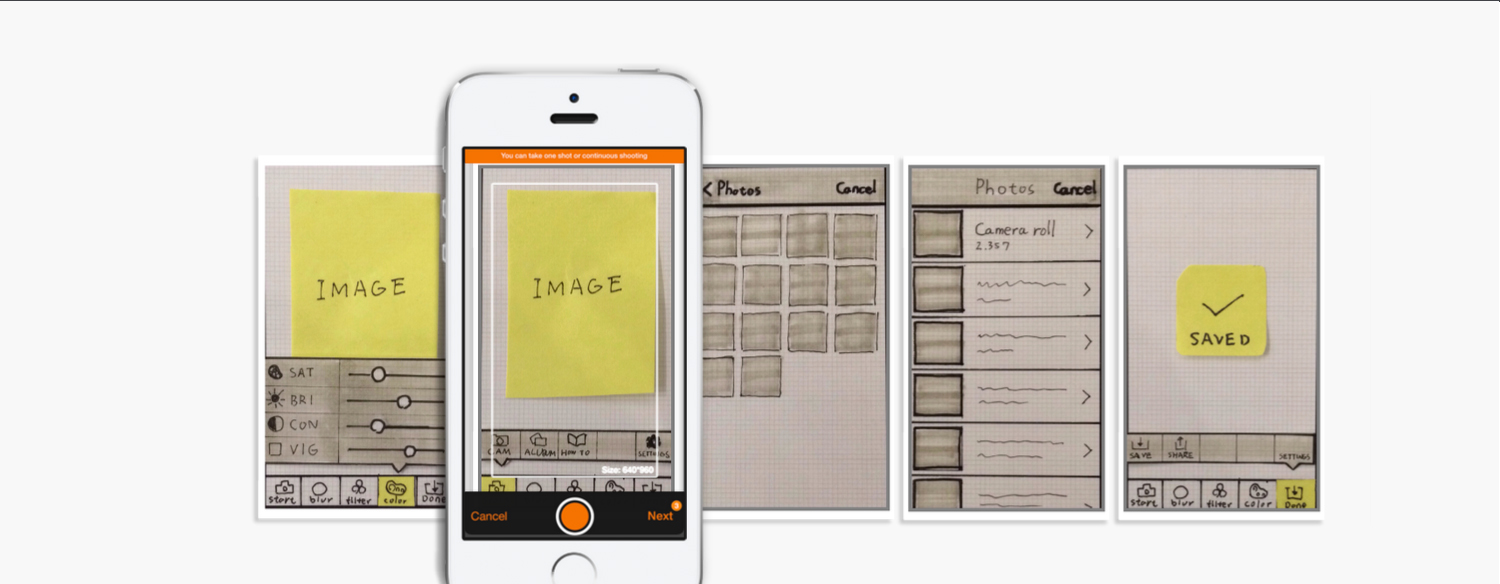 IMAGE
SAT
BRI
CON
VIG
start
blur
filter
color
Done
You can take one shot or continuous shooting
IMAGE
CAM
ALBUM
HOW TO
SETTINGS
Size: 640*960
Cancel
Next
3
Photos
Cancel
Photos
Cancel
Camera roll
2.357
SAVED
SAVE
SHARE
SETTINGS
start
blur
filter
color
Done